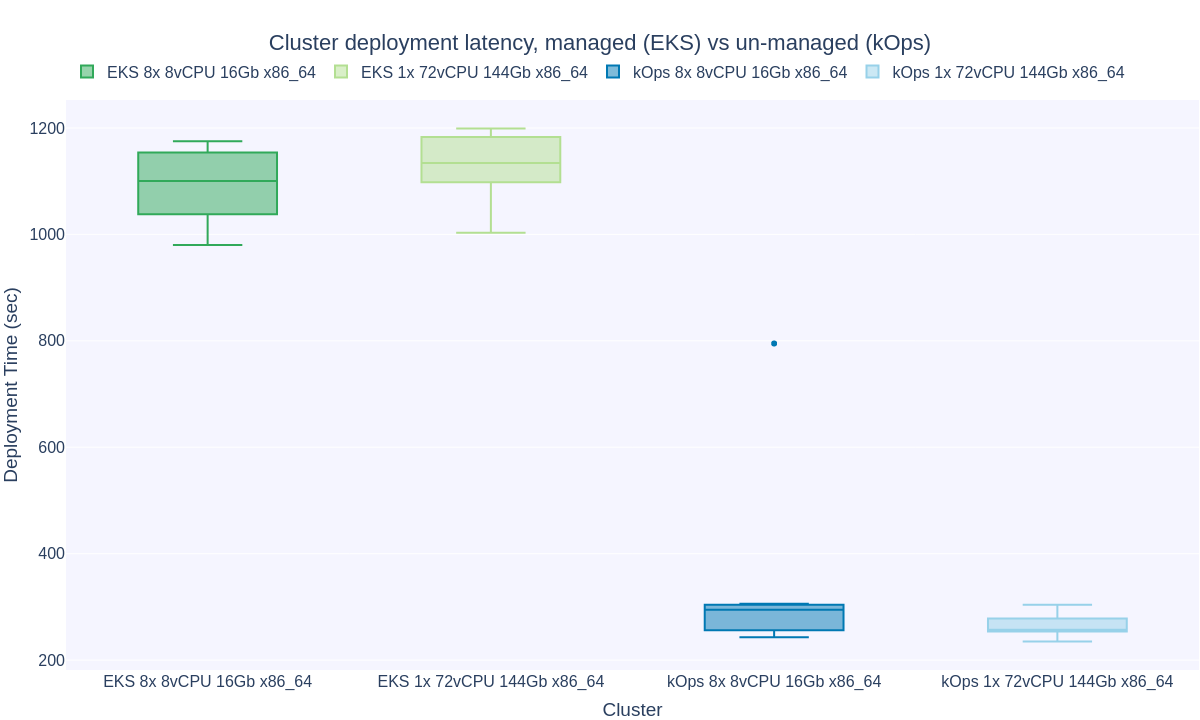 Cluster deployment latency, managed (EKS) vs un-managed (kOps)
EKS 8x 8vCPU 16Gb x86_64 EKS 1x 72vCPU 144Gb x86_64 kOps 8x 8vCPU 16Gb x86_64 kOps 1x 72vCPU 144Gb x86_64
1200
1000
800
600
400
200
Deployment Time (sec)
EKS 8x 8vCPU 16Gb x86_64 EKS 1x 72vCPU 144Gb x86_64 kOps 8x 8vCPU 16Gb x86_64 kOps 1x 72vCPU 144Gb x86_64
Cluster